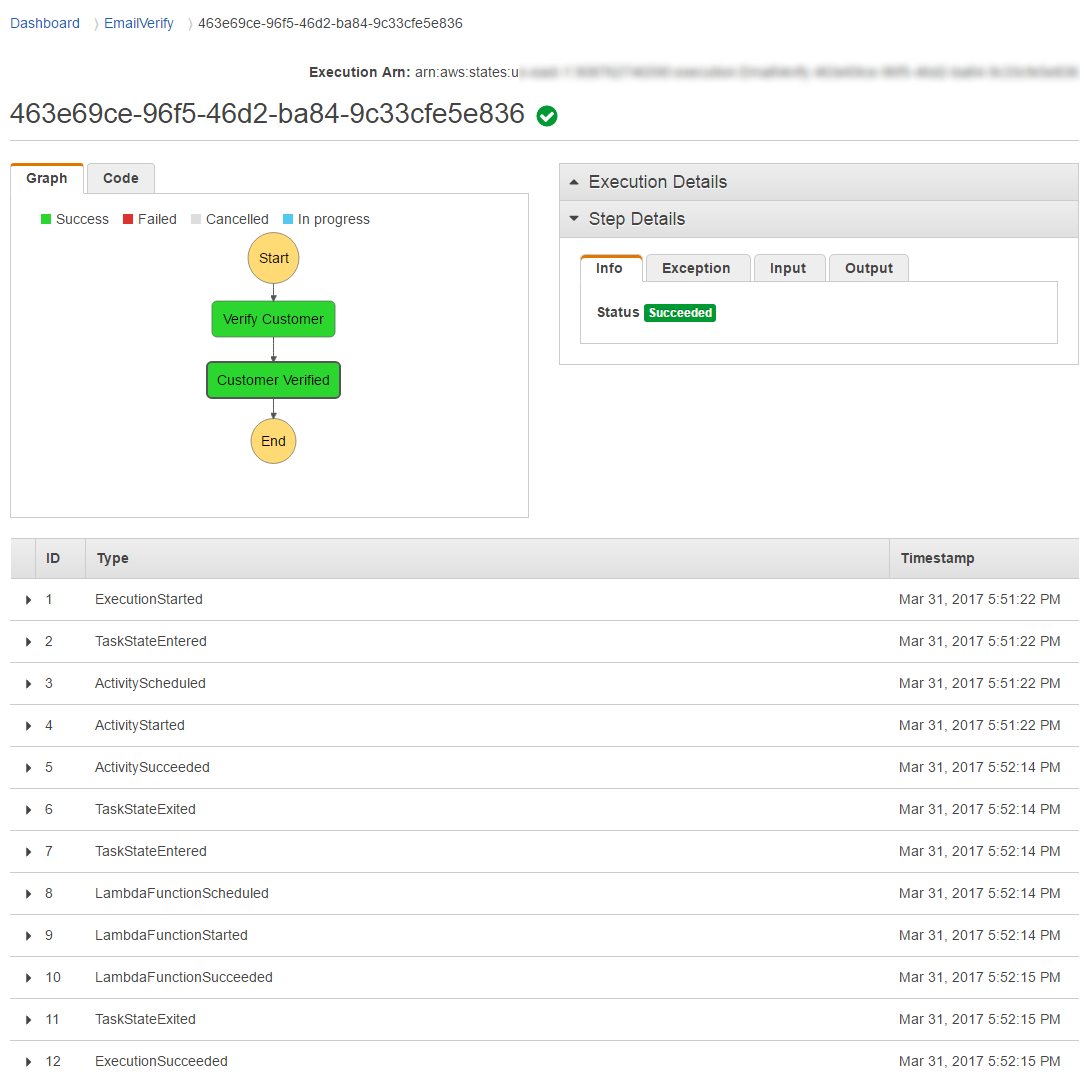 Dashboard EmailVerify 463e69ce-96f5-46d2-ba84-9c33cfe5e836
Execution Arn: arn:aws:states:u
463e69ce-96f5-46d2-ba84-9c33cfe5e836
Graph Code
Success Failed Cancelled In progress
Start
Verify Customer
Customer Verified
End
Execution Details
Step Details
Info Exception Input Output
Status Succeeded
ID Type Timestamp
1 ExecutionStarted Mar 31, 2017 5:51:22 PM
2 TaskStateEntered Mar 31, 2017 5:51:22 PM
3 ActivityScheduled Mar 31, 2017 5:51:22 PM
4 ActivityStarted Mar 31, 2017 5:51:22 PM
5 ActivitySucceeded Mar 31, 2017 5:52:14 PM
6 TaskStateExited Mar 31, 2017 5:52:14 PM
7 TaskStateEntered Mar 31, 2017 5:52:14 PM
8 LambdaFunctionScheduled Mar 31, 2017 5:52:14 PM
9 LambdaFunctionStarted Mar 31, 2017 5:52:14 PM
10 LambdaFunctionSucceeded Mar 31, 2017 5:52:15 PM
11 TaskStateExited Mar 31, 2017 5:52:15 PM
12 ExecutionSucceeded Mar 31, 2017 5:52:15 PM